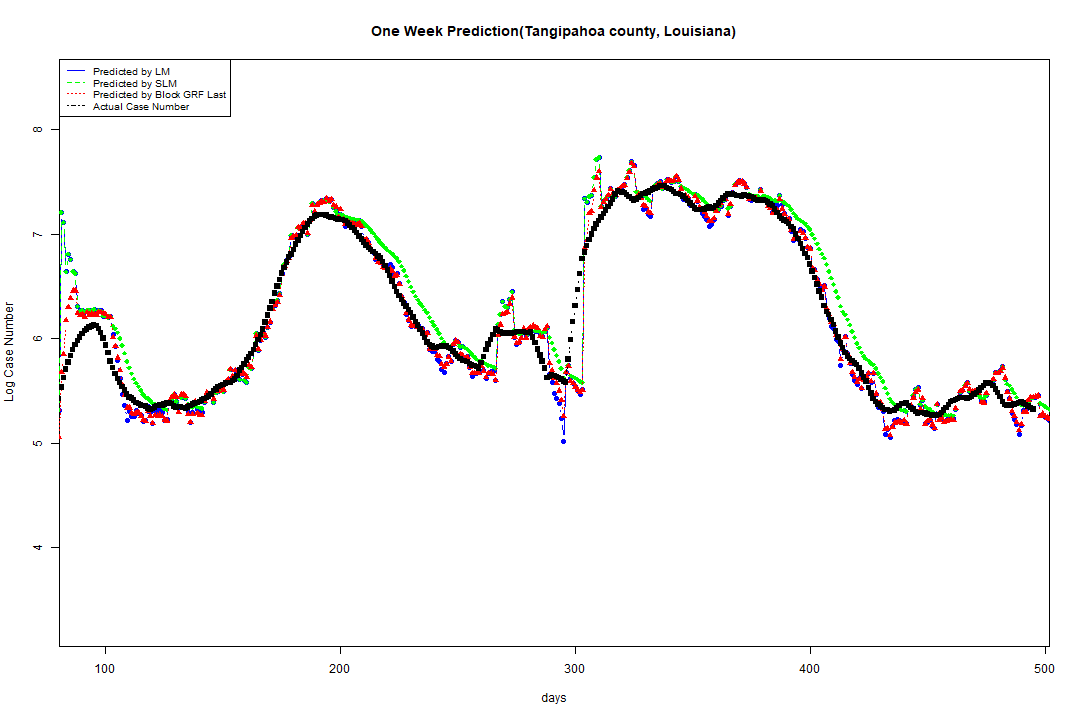 One Week Prediction(Tangipahoa county, Louisiana)
Predicted by LM
Predicted by SLM
Predicted by Block GRF Last
Actual Case Number
8
7
6
5
4
Log Case Number
100 200 300 400 500
days